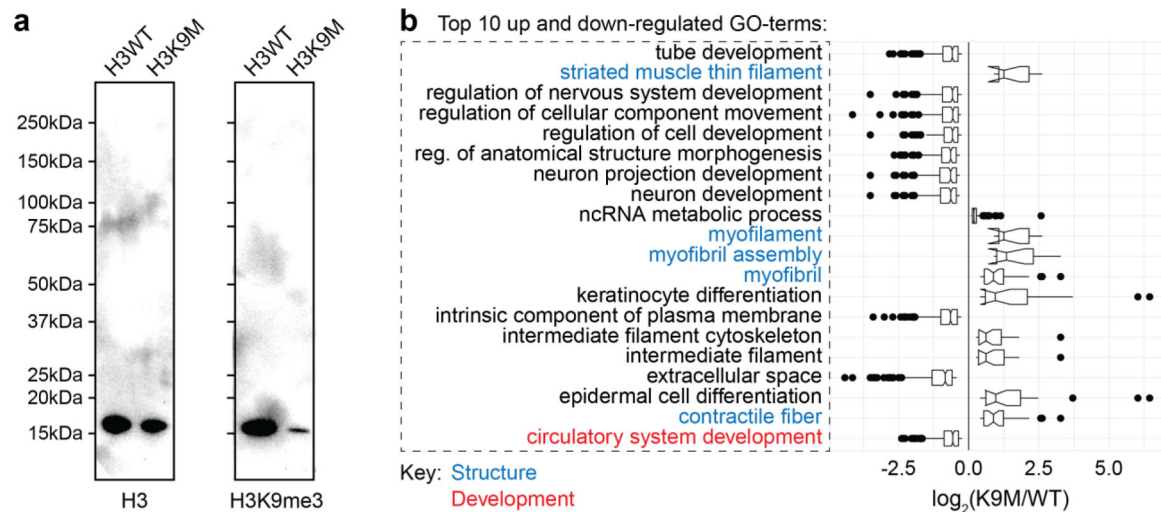 a
H3WT
H3K9M
H3WT
H3K9M
250kDa
150kDa
100kDa
75kDa
50kDa
37kDa
25kDa
20kDa
15kDa
H3
H3K9me3
b Top 10 up and down-regulated GO-terms:
tube development
striated muscle thin filament
regulation of nervous system development
regulation of cellular component movement
regulation of cell development
reg. of anatomical structure morphogenesis
neuron projection development
neuron development
ncRNA metabolic process
myofilament
myofibril assembly
myofibril
keratinocyte differentiation
intrinsic component of plasma membrane
intermediate filament cytoskeleton
intermediate filament
extracellular space
epidermal cell differentiation
contractile fiber
circulatory system development
-2.5 0.0 2.5 5.0
log₂(K9M/WT)
Key: Structure
Development